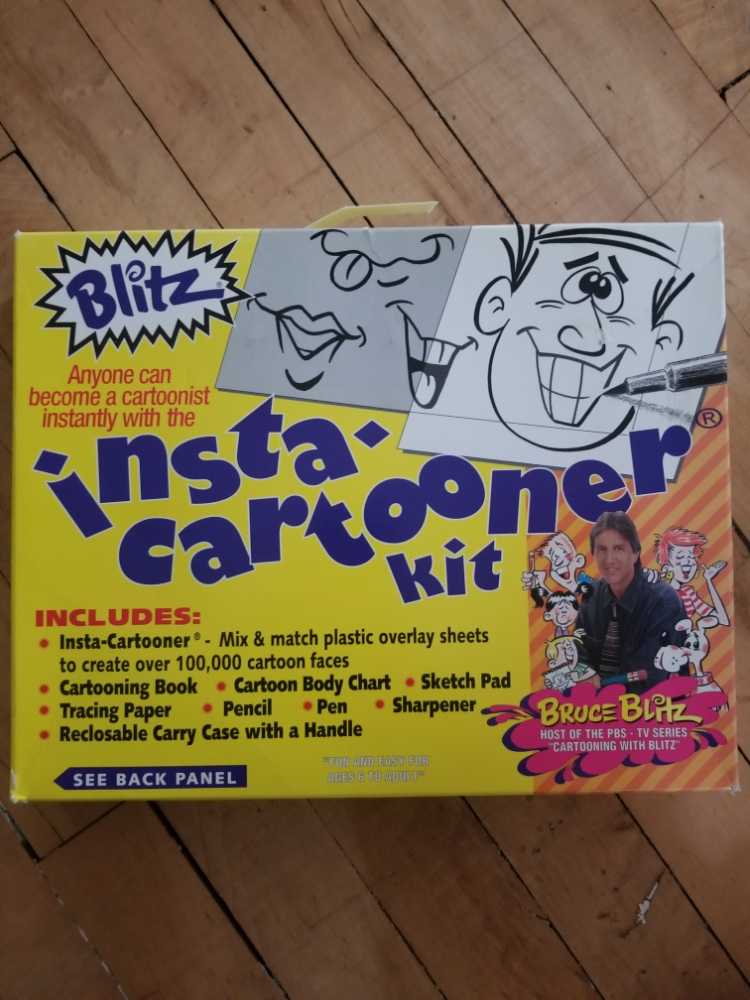 Blitz®
Anyone can
become a cartoonist
instantly with the
insta-
cartooner®
kit
INCLUDES:
• Insta-Cartooner® - Mix & match plastic overlay sheets
to create over 100,000 cartoon faces
• Cartooning Book • Cartoon Body Chart • Sketch Pad
• Tracing Paper • Pencil • Pen • Sharpener
• Reclosable Carry Case with a Handle
SEE BACK PANEL
"FUN AND EASY FOR
AGES 6 TO ADULT"
BRUCE BLITZ
HOST OF THE PBS - TV SERIES
"CARTOONING WITH BLITZ"